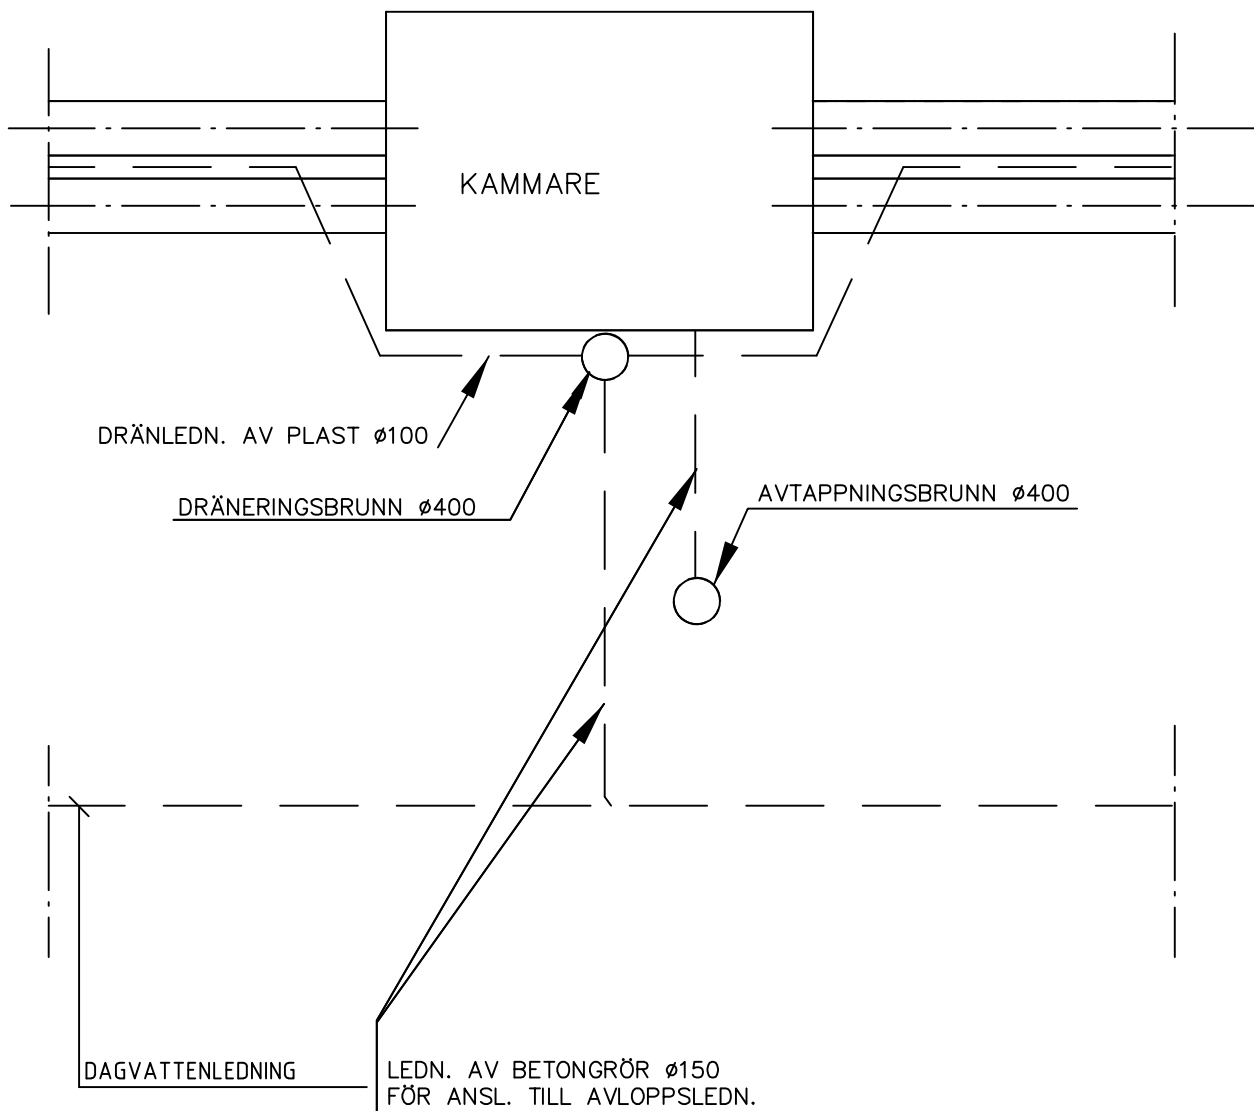 KAMMARE
DRÄNLEDN. AV PLAST ø100
DRÄNERINGSBRUNN ø400
AVTAPPNINGSBRUNN ø400
DAGVATTENLEDNING
LEDN. AV BETONGRÖR ø150
FÖR ANSL. TILL AVLOPPSLEDN.